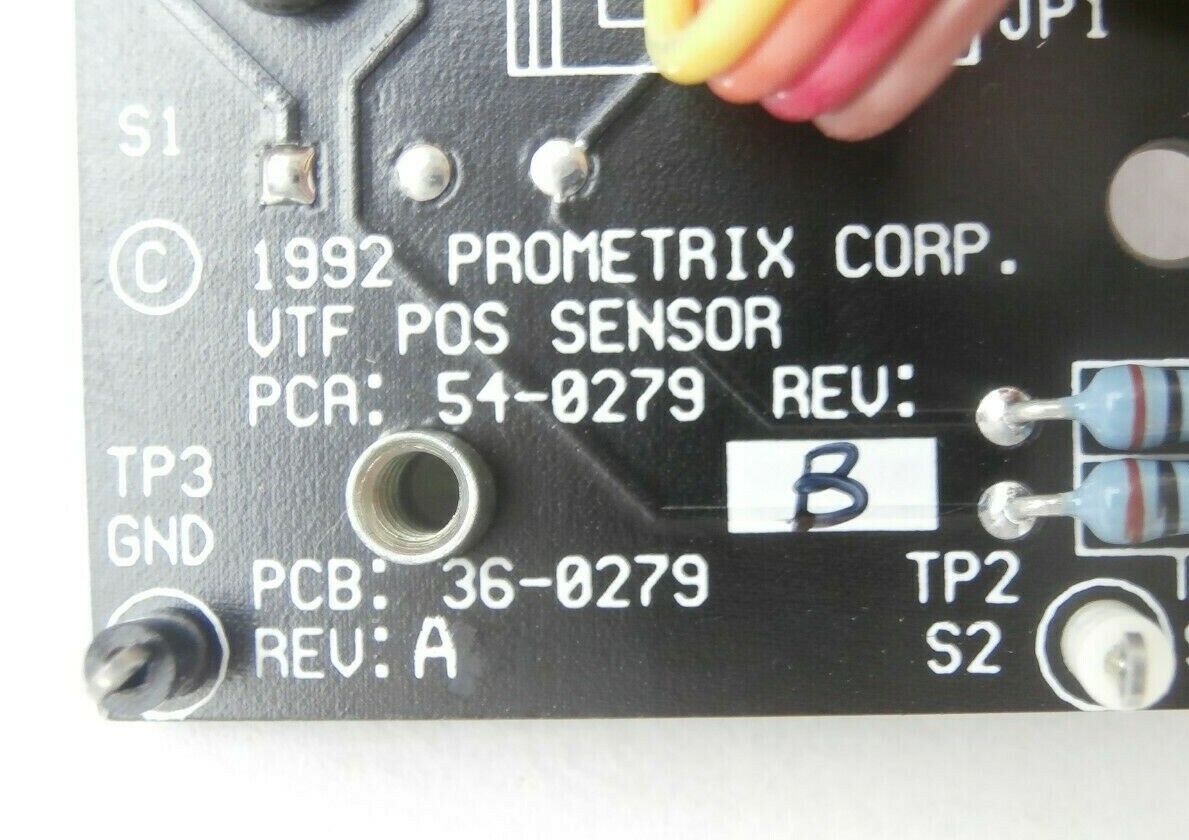 JP1
S1
© 1992 PROMETRIX CORP.
VTF POS SENSOR
PCA: 54-0279 REV:
B
TP3
GND
PCB: 36-0279
REV: A
TP2
S2